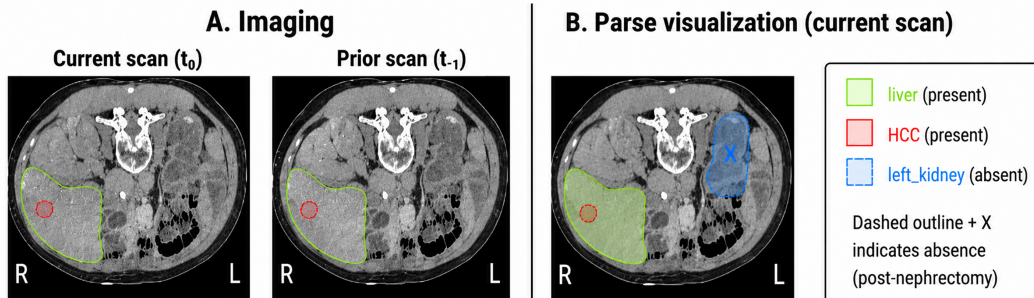 A. Imaging
Current scan (t₀)
Prior scan (t₋₁)
R
L
R
L
B. Parse visualization (current scan)
X
R
L
liver (present)
HCC (present)
left_kidney (absent)
Dashed outline + X
indicates absence
(post-nephrectomy)